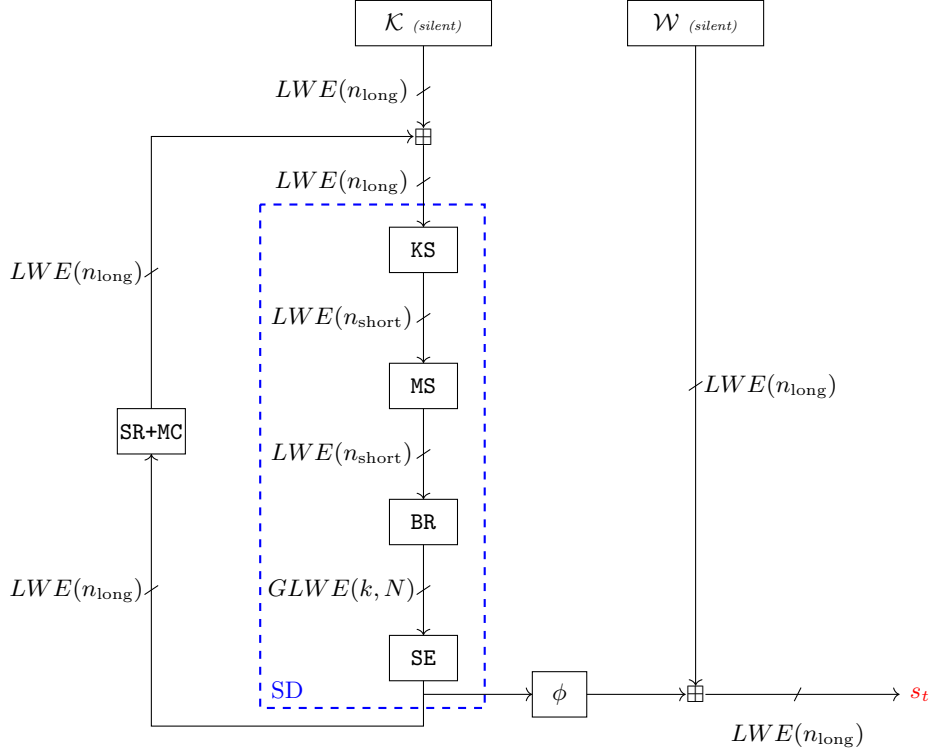 𝒦 (silent)
𝒲 (silent)
LWE(n_long)
LWE(n_long)
KS
LWE(n_long)
LWE(n_short)
MS
LWE(n_long)
SR+MC
LWE(n_short)
BR
LWE(n_long)
GLWE(k, N)
SE
SD
ϕ
s_t
LWE(n_long)